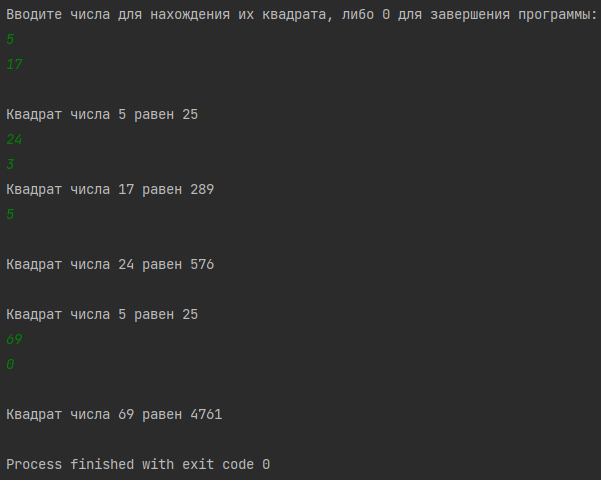 Вводите числа для нахождения их квадрата, либо 0 для завершения программы:
5
17
Квадрат числа 5 равен 25
24
3
Квадрат числа 17 равен 289
5
Квадрат числа 24 равен 576
Квадрат числа 5 равен 25
69
0
Квадрат числа 69 равен 4761
Process finished with exit code 0